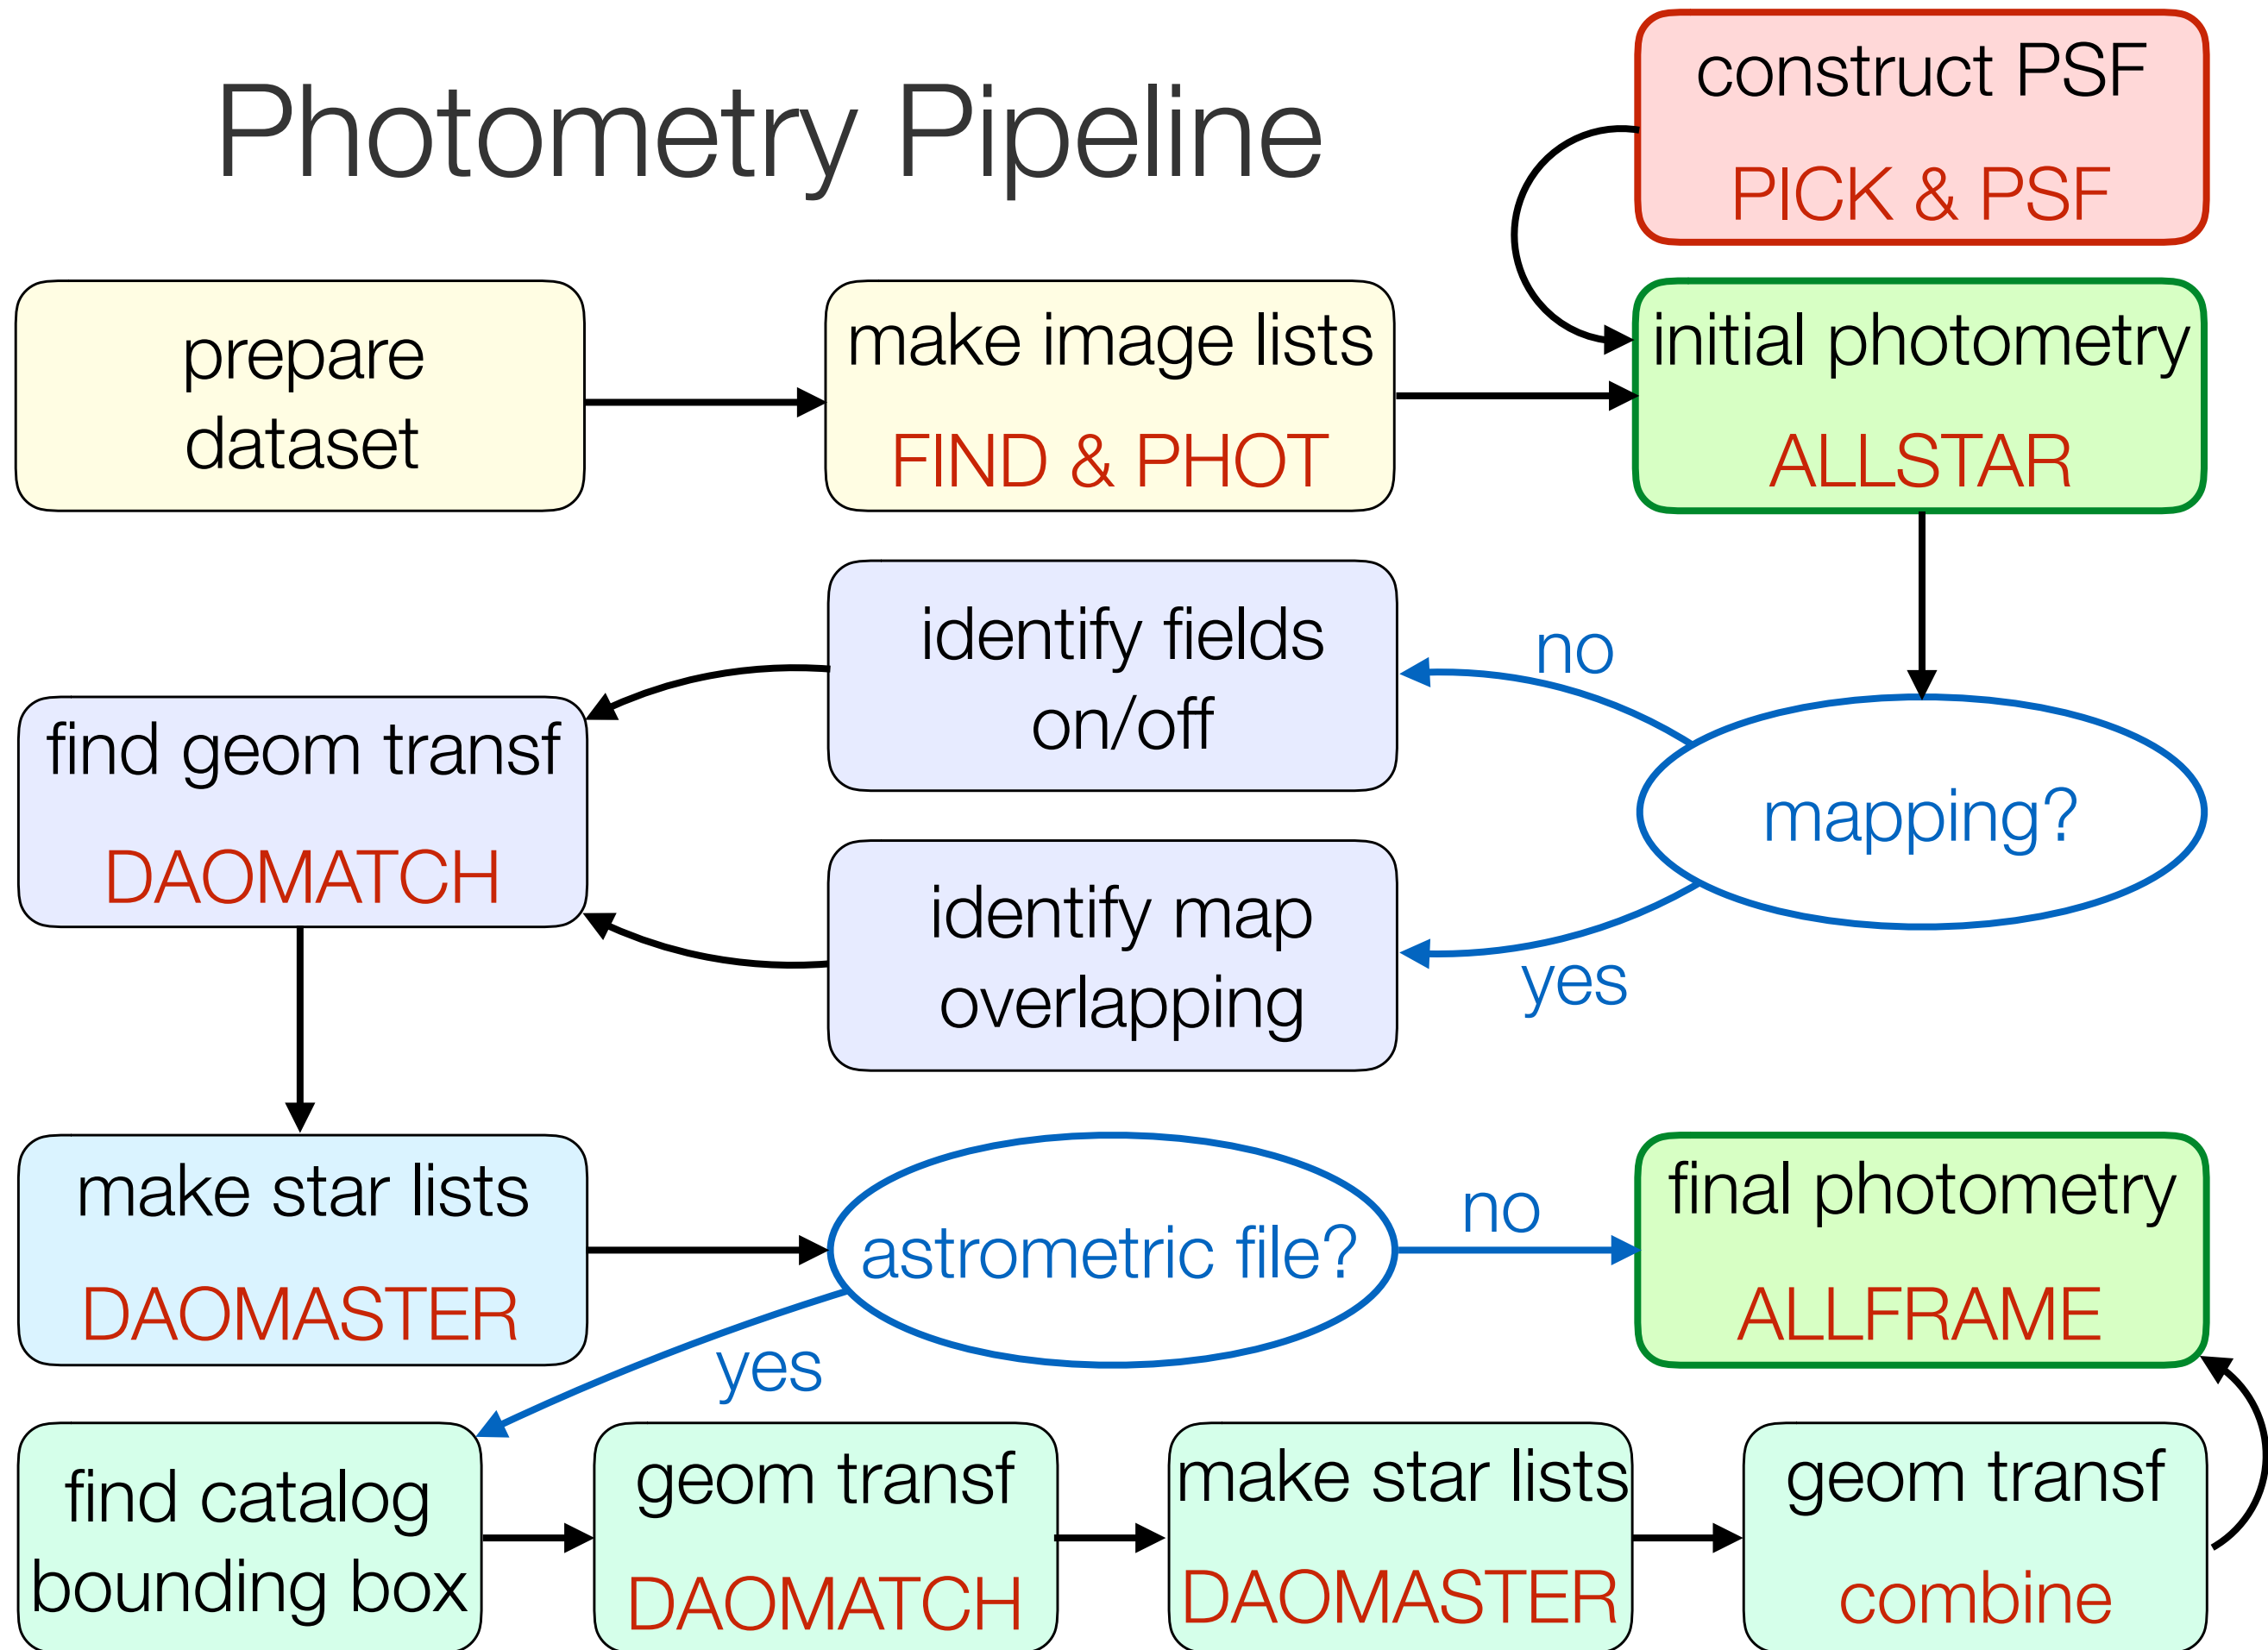 Photometry Pipeline
construct PSF
PICK & PSF
prepare
dataset
make image lists
FIND & PHOT
initial photometry
ALLSTAR
identify fields
on/off
no
find geom transf
DAOMATCH
mapping?
identify map
overlapping
yes
make star lists
DAOMASTER
astrometric file?
no
final photometry
ALLFRAME
yes
find catalog
bounding box
geom transf
DAOMATCH
make star lists
DAOMASTER
geom transf
combine